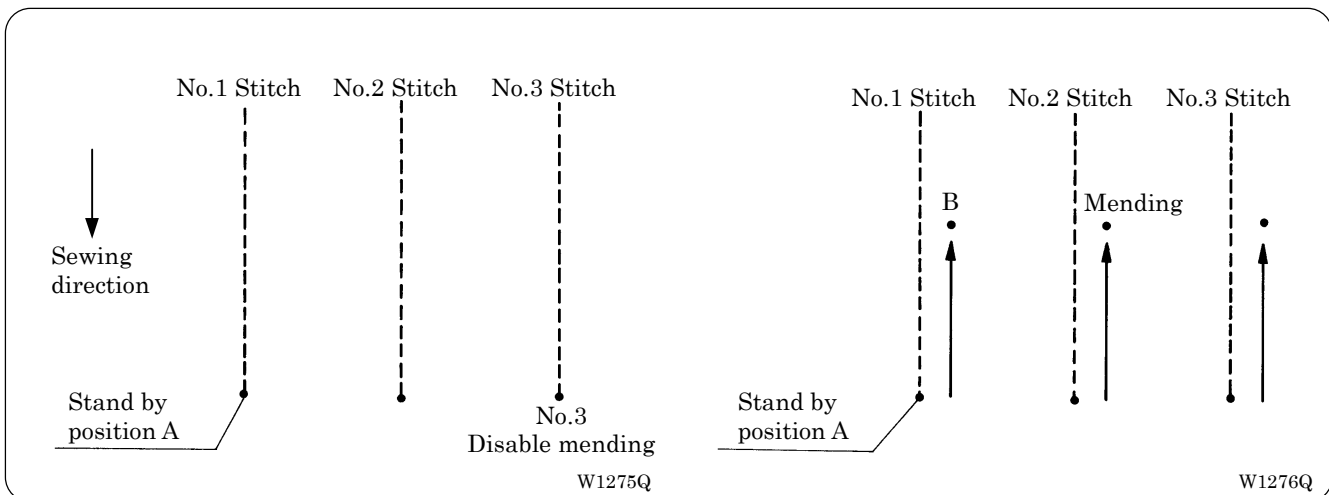 No.1 Stitch
No.2 Stitch
No.3 Stitch
Sewing
direction
Stand by
position A
No.3
Disable mending
W1275Q
No.1 Stitch
No.2 Stitch
No.3 Stitch
B
Mending
Stand by
position A
W1276Q